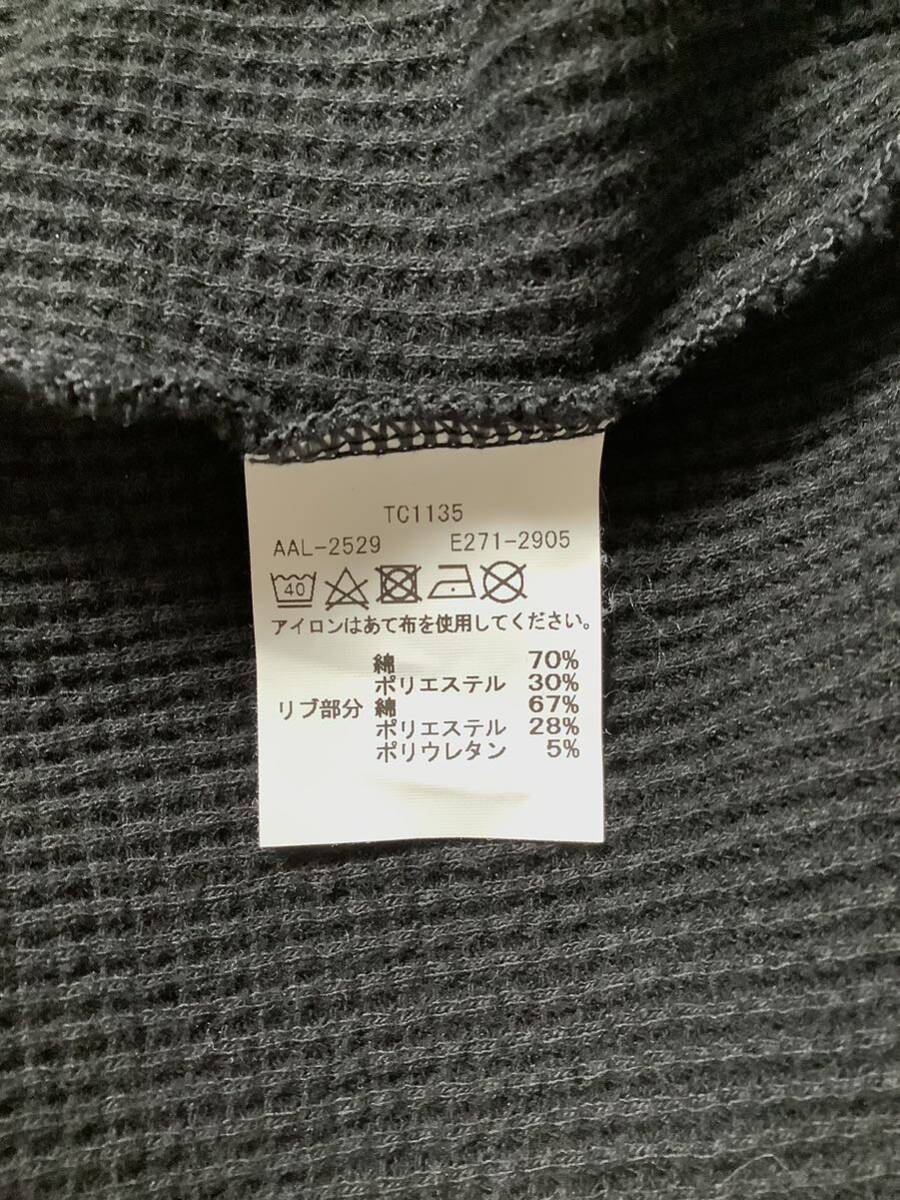 TC1135
AAL-2529 E271-2905
40
アイロンはあて布を使用してください。
綿 70%
ポリエステル 30%
リブ部分 綿 67%
ポリエステル 28%
ポリウレタン 5%